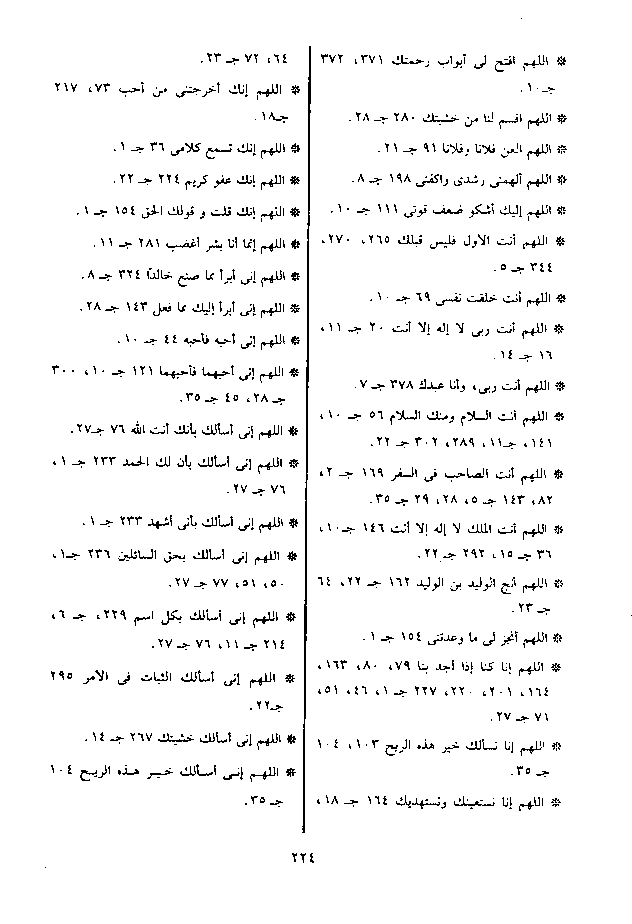 * اللهم افتح لى أبواب رحمتك ٣٧١، ٣٧٢
جـ١٠.
* اللهم اقسم لنا من خشيتك ٢٨٠ جـ ٢٨.
* اللهم العن فلانا وفلانا ٩١ جـ ٢١.
* اللهم ألهمنى رشدى واكفنى ١٩٨ جـ ٨.
* اللهم إليك أشكو ضعف قوتى ١١١ جـ ١٠.
* اللهم أنت الأول فليس قبلك ٢٦٥، ٢٧٠،
٣٤٤ جـ ٥.
* اللهم أنت خلقت نفسى ٦٩ جـ ١٠.
* اللهم أنت ربى لا إله إلا أنت ٢٠ جـ ١١،
١٦ جـ ١٤.
* اللهم أنت ربى، وأنا عبدك ٣٧٨ جـ ٧.
* اللهم أنت السلام ومنك السلام ٥٦ جـ ١٠،
١٤١، جـ١١، ٢٨٩، ٣٠٢ جـ ٢٢.
* اللهم أنت الصاحب فى السفر ١٦٩ جـ ٢،
٨٢، ١٤٣ جـ ٥، ٢٨، ٢٩ جـ ٣٥.
* اللهم أنت الملك لا إله إلا أنت ١٤٦ جـ١٠،
٣٦ جـ ١٥، ٢٩٢ جـ ٢٢.
* اللهم أنج الوليد بن الوليد ١٦٢ جـ ٢٢، ٦٤
جـ ٢٣.
* اللهم أنجز لى ما وعدتنى ١٥٤ جـ ١.
* اللهم إنا كنا إذا أجد بنا ٧٩، ٨٠، ١٦٣،
١٦٤، ٢٠١، ٢٢٠، ٢٢٧ جـ ١، ٤٦، ٥١،
٧١ جـ ٢٧.
* اللهم إنا نسألك خير هذه الريح ١٠٣، ١٠٤
جـ ٣٥.
* اللهم إنا نستعينك ونستهديك ١٦٤ جـ ١٨،
٦٤، ٧٢ جـ ٢٣.
* اللهم إنك أخرجتنى من أحب ٧٣، ٢١٧
جـ١٨.
* اللهم إنك تسمع كلامى ٣٦ جـ ١.
* اللهم إنك عفو كريم ٢٢٤ جـ ٢٢.
* اللهم إنك قلت و قولك الحق ١٥٤ جـ ١.
* اللهم إنما أنا بشر أغضب ٢٨١ جـ ١١.
* اللهم إنى أبرأ مما صنع خالدًا ٣٢٤ جـ ٨.
* اللهم إنى أبرأ إليك مما فعل ١٤٣ جـ ٢٨.
* اللهم إنى أحبه فأحبه ٤٤ جـ ١٠.
* اللهم إنى أحبهما فأحبهما ١٢١ جـ ١٠، ٣٠٠
جـ ٢٨، ٤٥ جـ ٣٥.
* اللهم إنى أسألك بأنك أنت الله ٧٦ جـ٢٧.
* اللهم إنى أسألك بأن لك الحمد ٢٣٣ جـ ١،
٧٦ جـ ٢٧.
* اللهم إنى أسألك بأنى أشهد ٢٣٣ جـ ١.
* اللهم إنى أسألك بحق السائلين ٢٣٦ جـ١،
٥٠، ٥١، ٧٧ جـ ٢٧.
* اللهم إنى أسألك بكل اسم ٢٢٩، جـ ٦،
٢١٤ جـ ١١، ٧٦ جـ ٢٧.
* اللهم إنى أسألك الثبات فى الأمر ٢٩٥
جـ٢٢.
* اللهم إنى أسألك خشيتك ٢٦٧ جـ ١٤.
* اللهم إنى أسألك خير هذه الريح ١٠٤
جـ ٣٥.
٢٢٤